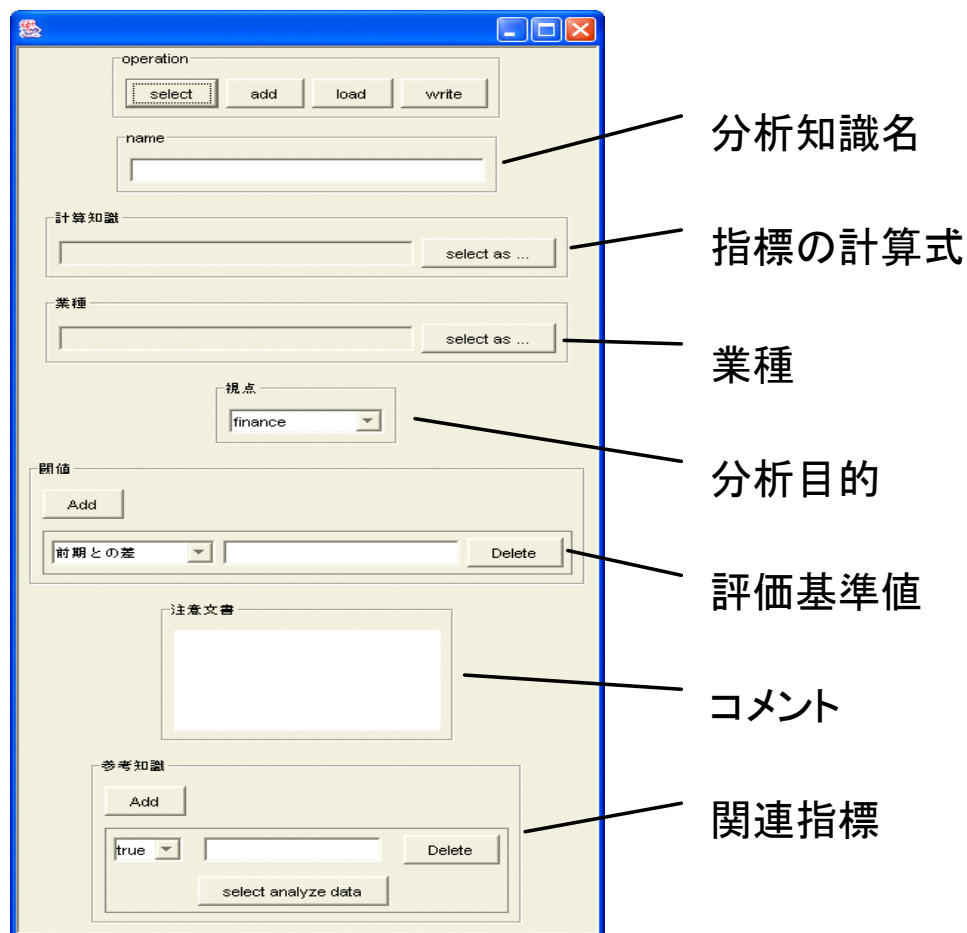 operation
select add load write
name
分析知識名
計算知識
select as ...
指標の計算式
業種
select as ...
業種
視点
finance
分析目的
閾値
Add
前期との差 Delete
評価基準値
注意文書
コメント
参考知識
Add
true Delete
select analyze data
関連指標